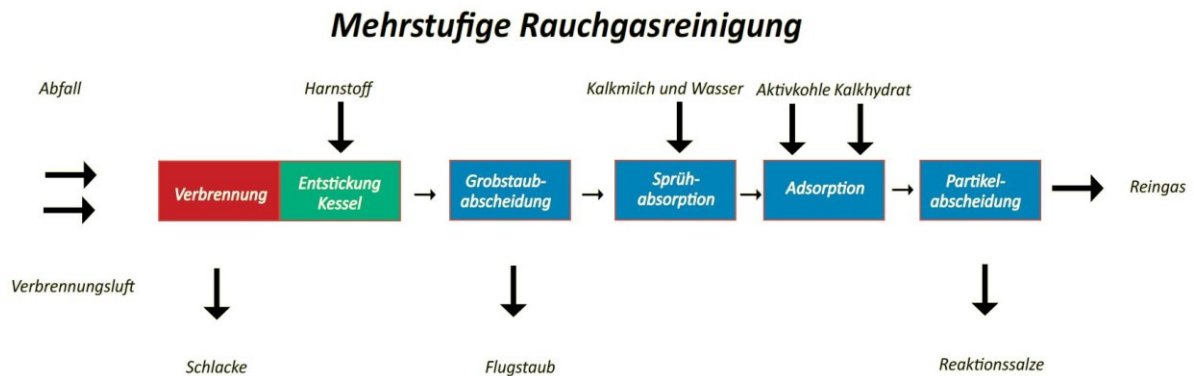 Mehrstufige Rauchgasreinigung
Abfall
Harnstoff
Kalkmilch und Wasser
Aktivkohle Kalkhydrat
Verbrennung
Entstickung
Kessel
Grobstaub-
abscheidung
Sprüh-
absorption
Adsorption
Partikel-
abscheidung
Reingas
Verbrennungsluft
Schlacke
Flugstaub
Reaktionssalze